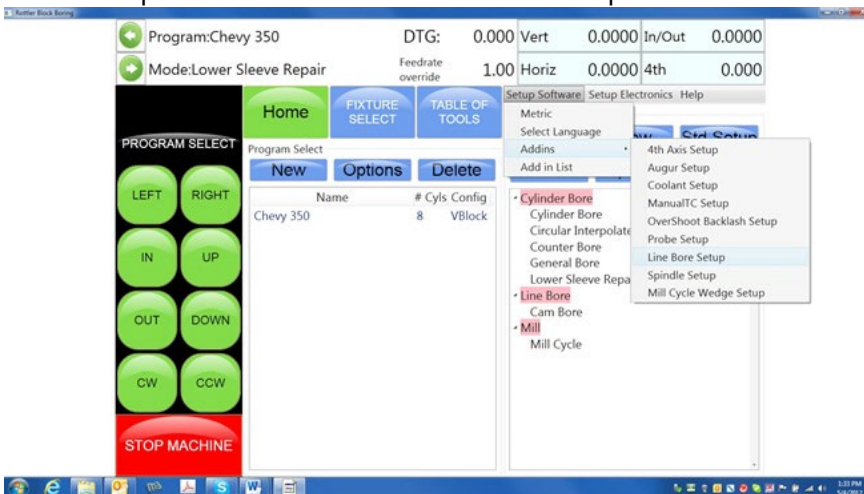 Rottler Block Boring
Program:Chevy 350 DTG: 0.000 Vert 0.0000 In/Out 0.0000
Mode:Lower Sleeve Repair Feedrate override 1.00 Horiz 0.0000 4th 0.000
Setup Software Setup Electronics Help
Home FIXTURE SELECT TABLE OF TOOLS
Metric
Select Language
Addins
Add in List
4th Axis Setup
Augur Setup
Coolant Setup
ManualTC Setup
OverShoot Backlash Setup
Probe Setup
Line Bore Setup
Spindle Setup
Mill Cycle Wedge Setup
PROGRAM SELECT
LEFT RIGHT
IN UP
OUT DOWN
CW CCW
STOP MACHINE
Program Select
New Options Delete
Name # Cyls Config
Chevy 350 8 VBlock
Std Setup
Cylinder Bore
Cylinder Bore
Circular Interpolate
Counter Bore
General Bore
Lower Sleeve Repa
Line Bore
Cam Bore
Mill
Mill Cycle
1:33 PM